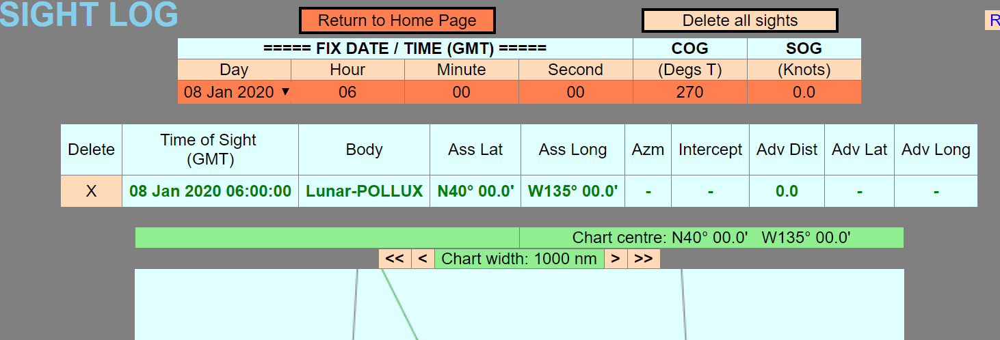 SIGHT LOG
Return to Home Page
Delete all sights
R
===== FIX DATE / TIME (GMT) ===== COG SOG
Day Hour Minute Second (Degs T) (Knots)
08 Jan 2020 ▼ 06 00 00 270 0.0
Delete Time of Sight (GMT) Body Ass Lat Ass Long Azm Intercept Adv Dist Adv Lat Adv Long
X 08 Jan 2020 06:00:00 Lunar-POLLUX N40° 00.0' W135° 00.0' - - 0.0 - -
Chart centre: N40° 00.0' W135° 00.0'
<< < Chart width: 1000 nm > >>